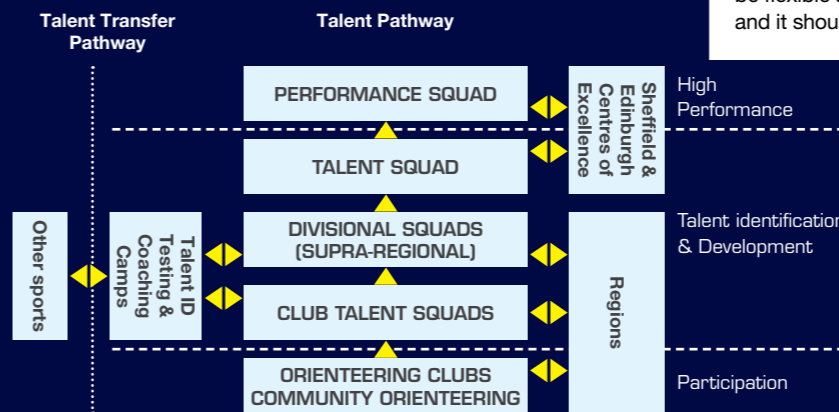 be flexible
and it shou
Talent Transfer
Pathway
Talent Pathway
PERFORMANCE SQUAD
TALENT SQUAD
DIVISIONAL SQUADS
(SUPRA-REGIONAL)
CLUB TALENT SQUADS
ORIENTEERING CLUBS
COMMUNITY ORIENTEERING
Other sports
Talent ID
Testing &
Coaching
Camps
Sheffield &
Edinburgh
Centres of
Excellence
Regions
High
Performance
Talent identification
& Development
Participation